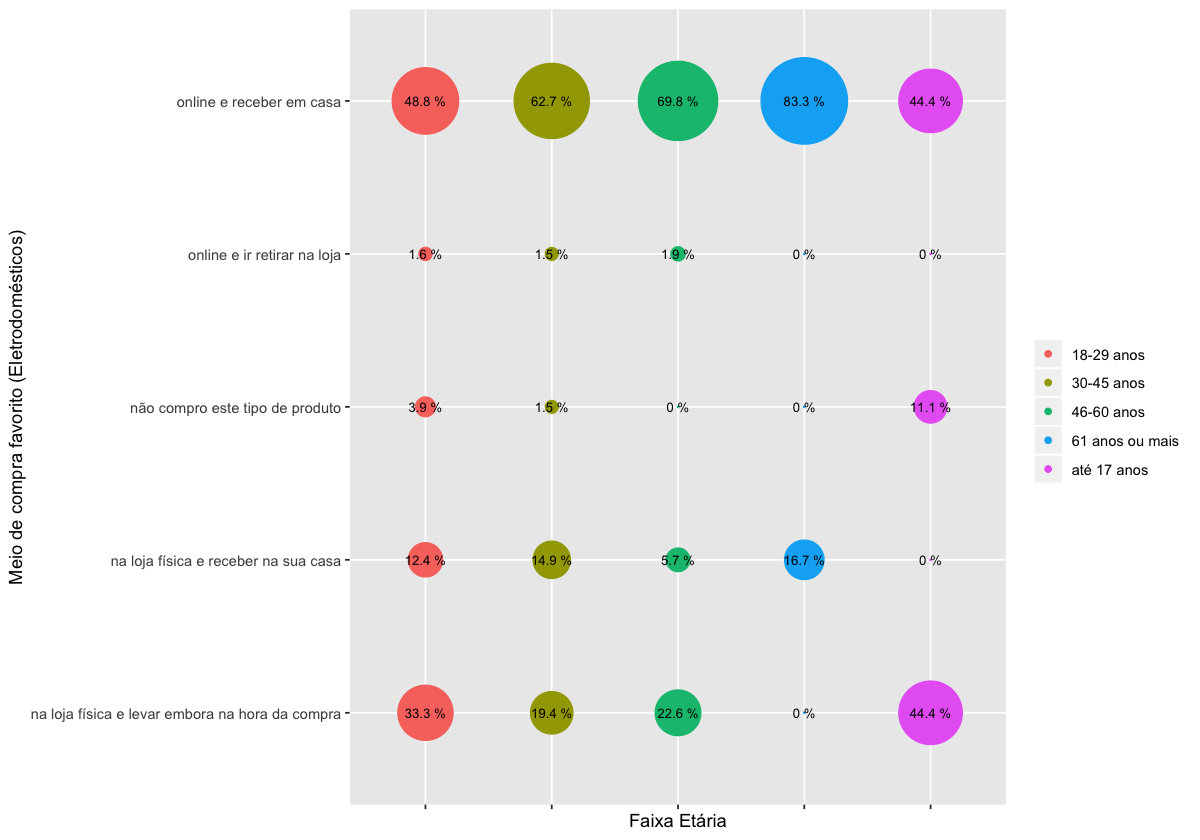 Meio de compra favorito (Eletrodomésticos)
online e receber em casa
48.8 %
62.7 %
69.8 %
83.3 %
44.4 %
online e ir retirar na loja
1.6 %
1.5 %
1.9 %
0 %
0 %
não compro este tipo de produto
3.9 %
1.5 %
0 %
0 %
11.1 %
na loja física e receber na sua casa
12.4 %
14.9 %
5.7 %
16.7 %
0 %
na loja física e levar embora na hora da compra
33.3 %
19.4 %
22.6 %
0 %
44.4 %
Faixa Etária
18-29 anos
30-45 anos
46-60 anos
61 anos ou mais
até 17 anos